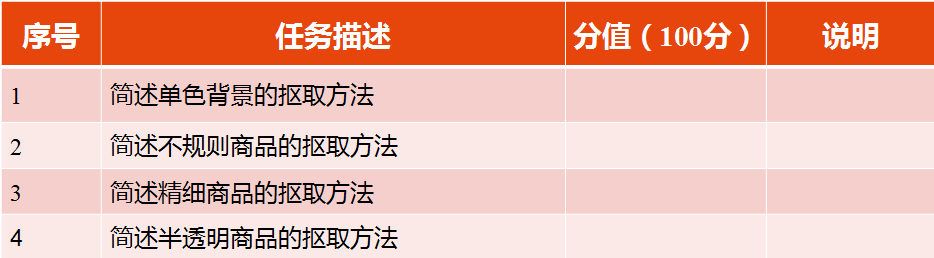 序号 任务描述 分值（100分） 说明
1 简述单色背景的抠取方法
2 简述不规则商品的抠取方法
3 简述精细商品的抠取方法
4 简述半透明商品的抠取方法